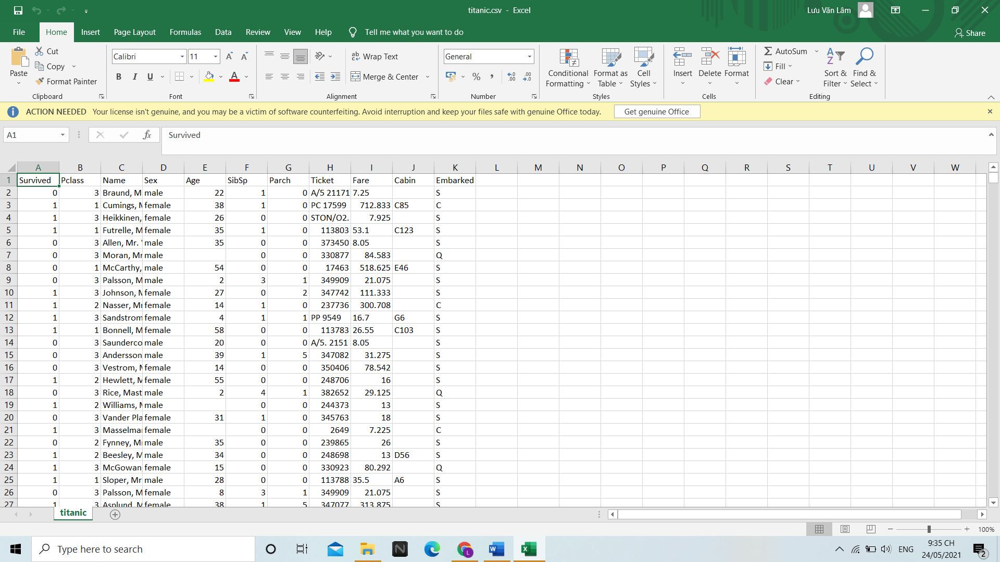 titanic.csv - Excel
Lưu Văn Lâm
File Home Insert Page Layout Formulas Data Review View Help Tell me what you want to do Share
Paste Cut Copy Format Painter Clipboard
Calibri 11 B I U A Font
Wrap Text Merge & Center Alignment
General % , Number
Conditional Formatting Format as Table Cell Styles Styles
Insert Delete Format Cells
AutoSum Fill Clear Sort & Filter Find & Select Editing
ACTION NEEDED Your license isn't genuine, and you may be a victim of software counterfeiting. Avoid interruption and keep your files safe with genuine Office today. Get genuine Office
A1 fx Survived
A B C D E F G H I J K L M N O P Q R S T U V W
1 Survived Pclass Name Sex Age SibSp Parch Ticket Fare Cabin Embarked
2 0 3 Braund, M male 22 1 0 A/5 21171 7.25 S
3 1 1 Cumings, female 38 1 0 PC 17599 712.833 C85 C
4 1 3 Heikkinen, female 26 0 0 STON/O2. 7.925 S
5 1 1 Futrelle, M female 35 1 0 113803 53.1 C123 S
6 0 3 Allen, Mr. male 35 0 0 373450 8.05 S
7 0 3 Moran, Mr male 0 0 330877 84.583 Q
8 0 1 McCarthy, male 54 0 0 17463 518.625 E46 S
9 0 3 Palsson, M male 2 3 1 349909 21.075 S
10 1 3 Johnson, female 27 0 2 347742 111.333 S
11 1 2 Nasser, Mr female 14 1 0 237736 300.708 C
12 1 3 Sandstrom female 4 1 1 PP 9549 16.7 G6 S
13 1 1 Bonnell, M female 58 0 0 113783 26.55 C103 S
14 0 3 Saunderco male 20 0 0 A/5. 2151 8.05 S
15 0 3 Andersson male 39 1 5 347082 31.275 S
16 0 3 Vestrom, female 14 0 0 350406 78.542 S
17 1 2 Hewlett, M female 55 0 0 248706 16 S
18 0 3 Rice, Mast male 2 4 1 382652 29.125 Q
19 1 2 Williams, male 0 0 244373 13 S
20 0 3 Vander Pla female 31 1 0 345763 18 S
21 1 3 Masselma female 0 0 2649 7.225 C
22 0 2 Fynney, M male 35 0 0 239865 26 S
23 1 2 Beesley, M male 34 0 0 248698 13 D56 S
24 1 3 McGowan, female 15 0 0 330923 80.292 Q
25 1 1 Sloper, Mr male 28 0 0 113788 35.5 A6 S
26 0 3 Palsson, M female 8 3 1 349909 21.075 S
27 1 3 Asplund, M female 38 1 5 347077 313.875 S
titanic
100%
Type here to search
ENG
9:35 CH
24/05/2021
2